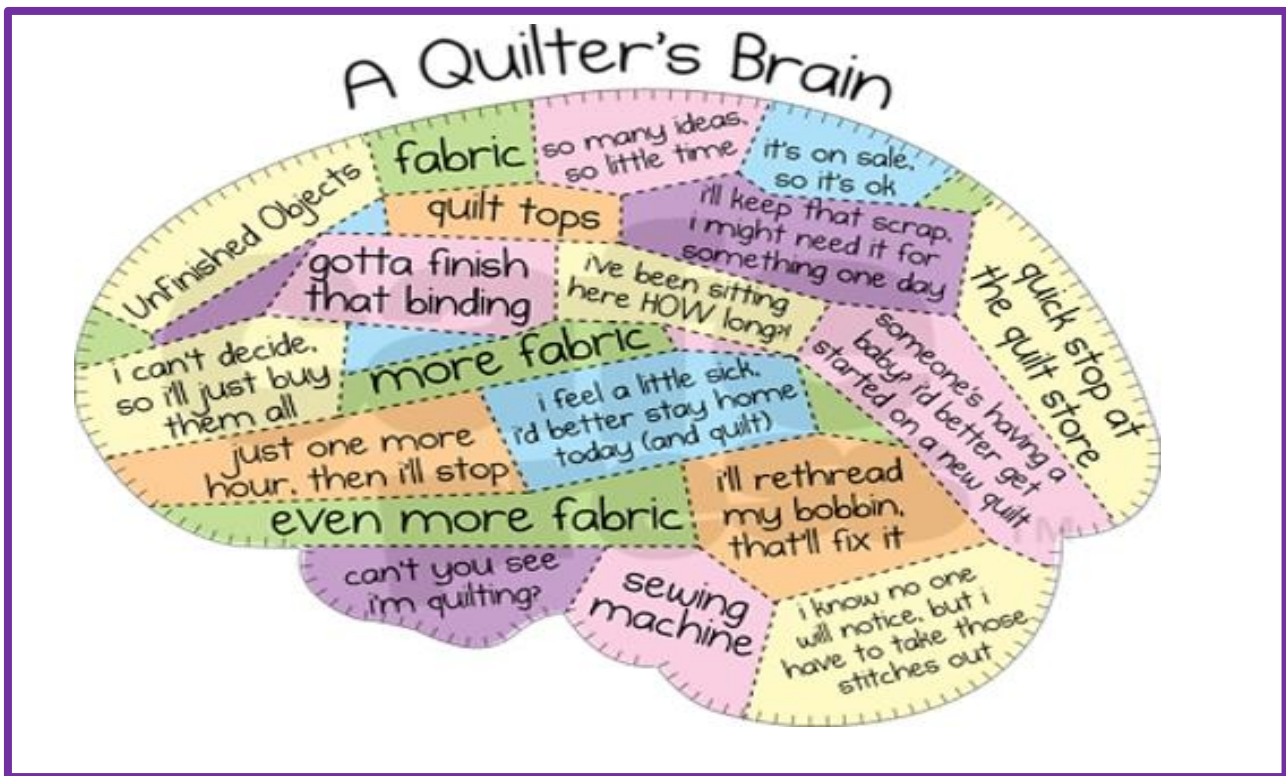 A Quilter's Brain
Unfinished Objects
fabric
so many ideas,
so little time
it's on sale,
so it's ok
quilt tops
i'll keep that scrap,
i might need it for
something one day
quick stop at
the quilt store
gotta finish
that binding
i've been sitting
here HOW long?!
someone's having a
baby? i'd better get
started on a new quilt
i can't decide,
so i'll just buy
them all
more fabric
i feel a little sick,
i'd better stay home
today (and quilt)
just one more
hour, then i'll stop
i'll rethread
my bobbin,
that'll fix it
even more fabric
can't you see
i'm quilting?
sewing
machine
i know no one
will notice, but i
have to take those
stitches out
TM